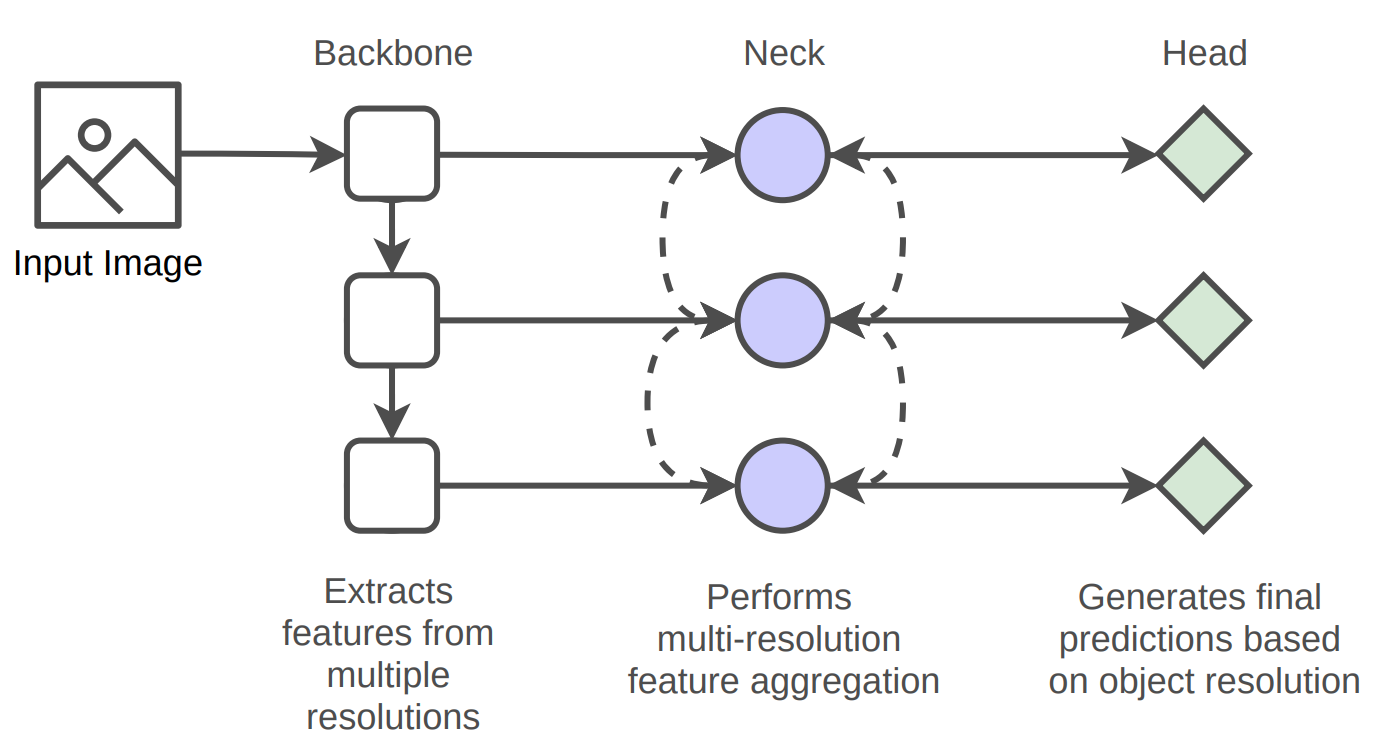 Backbone
Neck
Head
Input Image
Extracts
features from
multiple
resolutions
Performs
multi-resolution
feature aggregation
Generates final
predictions based
on object resolution